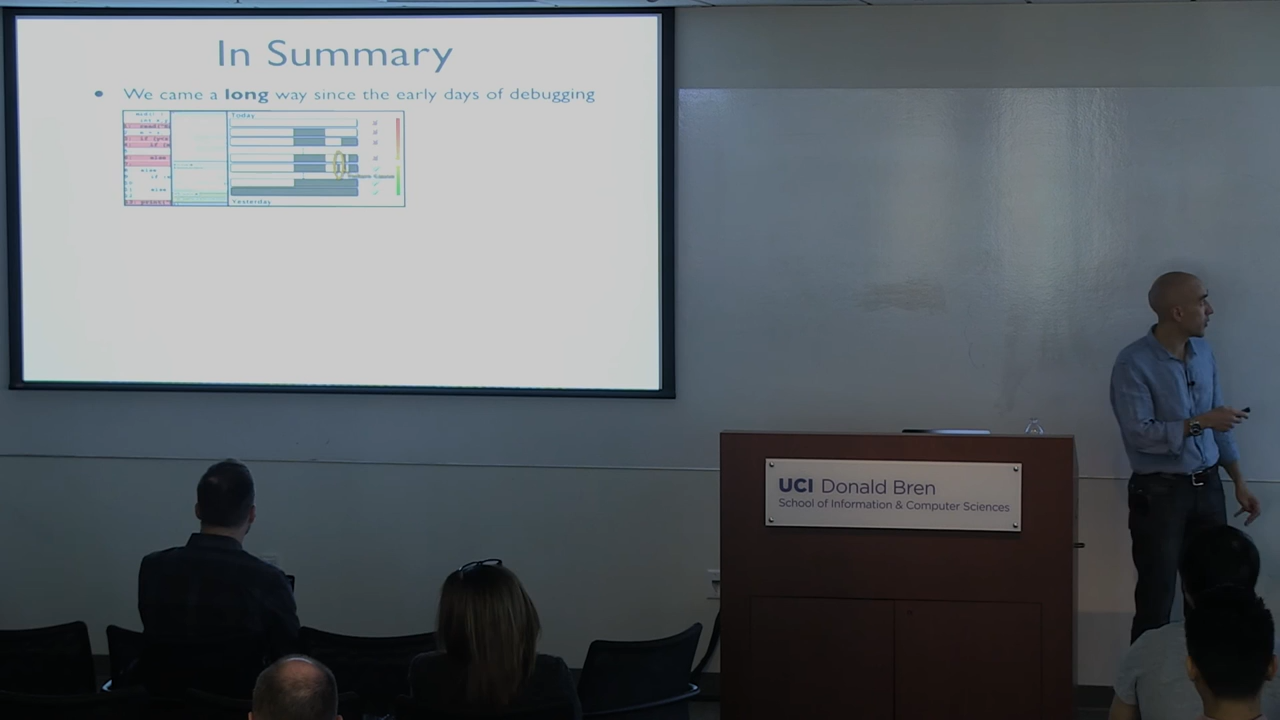 In Summary
• We came a long way since the early days of debugging
Today
Yesterday
UCI Donald Bren
School of Information & Computer Sciences